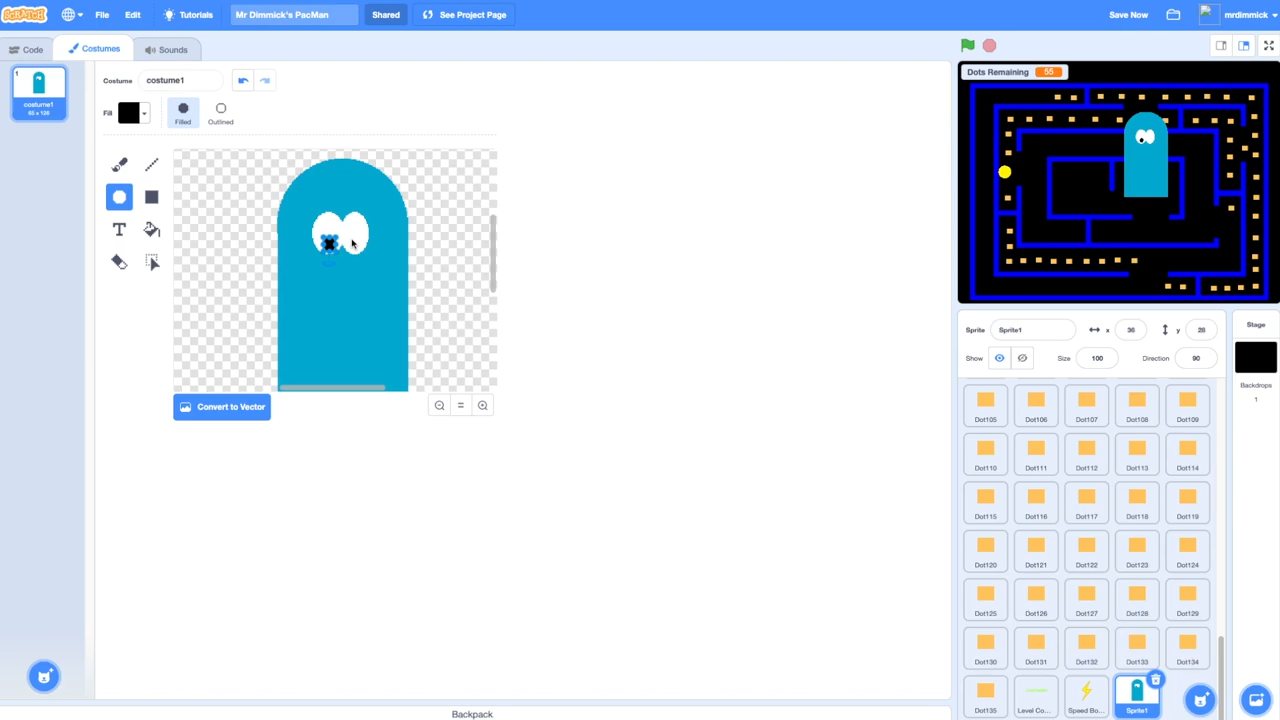 SCRATCH File Edit Tutorials Mr Dimmick's PacMan Shared See Project Page Save Now mrdimmick
Code Costumes Sounds
1
costume1
Costume costume1
Fill Filled Outlined
T
Convert to Vector
Backpack
Dots Remaining 55
Sprite Sprite1 x 36 y 28
Show Size 100 Direction 90
Stage
Backdrops
1
Dot105 Dot106 Dot107 Dot108 Dot109
Dot110 Dot111 Dot112 Dot113 Dot114
Dot115 Dot116 Dot117 Dot118 Dot119
Dot120 Dot121 Dot122 Dot123 Dot124
Dot125 Dot126 Dot127 Dot128 Dot129
Dot130 Dot131 Dot132 Dot133 Dot134
Dot135 Level Co... Speed Bo... Sprite1